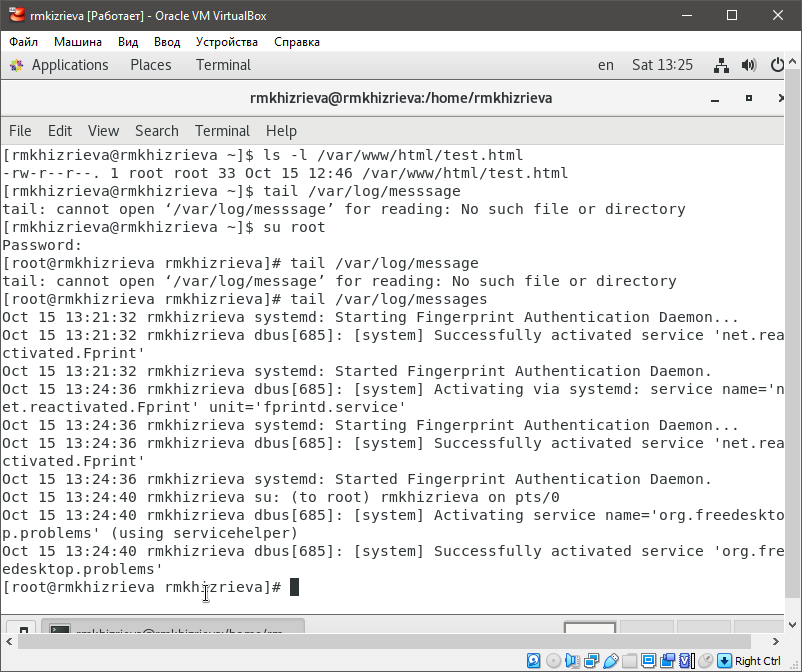 rmkizrieva [Работает] - Oracle VM VirtualBox
Файл Машина Вид Ввод Устройства Справка
Applications Places Terminal en Sat 13:25
rmkhizrieva@rmkhizrieva:/home/rmkhizrieva
File Edit View Search Terminal Help
[rmkhizrieva@rmkhizrieva ~]$ ls -l /var/www/html/test.html
-rw-r--r--. 1 root root 33 Oct 15 12:46 /var/www/html/test.html
[rmkhizrieva@rmkhizrieva ~]$ tail /var/log/messsage
tail: cannot open ‘/var/log/messsage’ for reading: No such file or directory
[rmkhizrieva@rmkhizrieva ~]$ su root
Password:
[root@rmkhizrieva rmkhizrieva]# tail /var/log/message
tail: cannot open ‘/var/log/message’ for reading: No such file or directory
[root@rmkhizrieva rmkhizrieva]# tail /var/log/messages
Oct 15 13:21:32 rmkhizrieva systemd: Starting Fingerprint Authentication Daemon...
Oct 15 13:21:32 rmkhizrieva dbus[685]: [system] Successfully activated service 'net.rea
ctivated.Fprint'
Oct 15 13:21:32 rmkhizrieva systemd: Started Fingerprint Authentication Daemon.
Oct 15 13:24:36 rmkhizrieva dbus[685]: [system] Activating via systemd: service name='n
et.reactivated.Fprint' unit='fprintd.service'
Oct 15 13:24:36 rmkhizrieva systemd: Starting Fingerprint Authentication Daemon...
Oct 15 13:24:36 rmkhizrieva dbus[685]: [system] Successfully activated service 'net.rea
ctivated.Fprint'
Oct 15 13:24:36 rmkhizrieva systemd: Started Fingerprint Authentication Daemon.
Oct 15 13:24:40 rmkhizrieva su: (to root) rmkhizrieva on pts/0
Oct 15 13:24:40 rmkhizrieva dbus[685]: [system] Activating service name='org.freedeskto
p.problems' (using servicehelper)
Oct 15 13:24:40 rmkhizrieva dbus[685]: [system] Successfully activated service 'org.fre
edesktop.problems'
[root@rmkhizrieva rmkhizrieva]#
rmkhizrieva@rmkhizrieva:/home/rm...
Right Ctrl